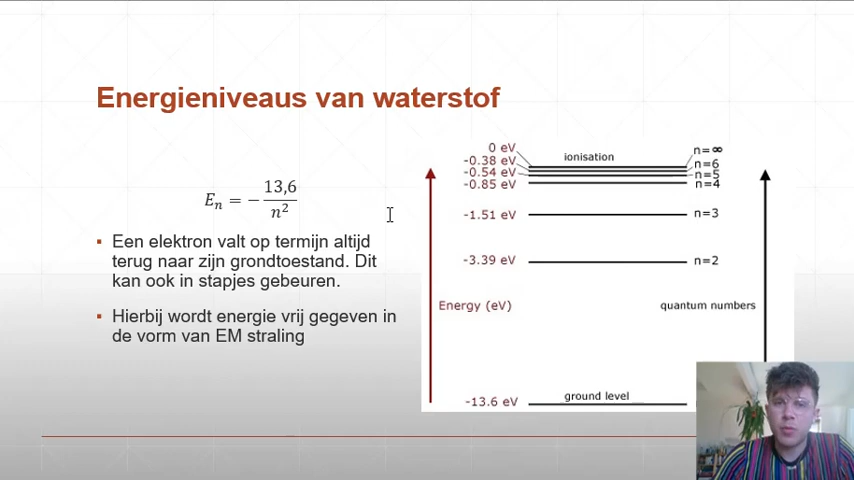 Energieniveaus van waterstof
Eₙ = − 13,6 / n²
▪ Een elektron valt op termijn altijd
terug naar zijn grondtoestand. Dit
kan ook in stapjes gebeuren.
▪ Hierbij wordt energie vrij gegeven in
de vorm van EM straling
0 eV ionisation n=∞
-0.38 eV n=6
-0.54 eV n=5
-0.85 eV n=4
-1.51 eV n=3
-3.39 eV n=2
Energy (eV) quantum numbers
-13.6 eV ground level